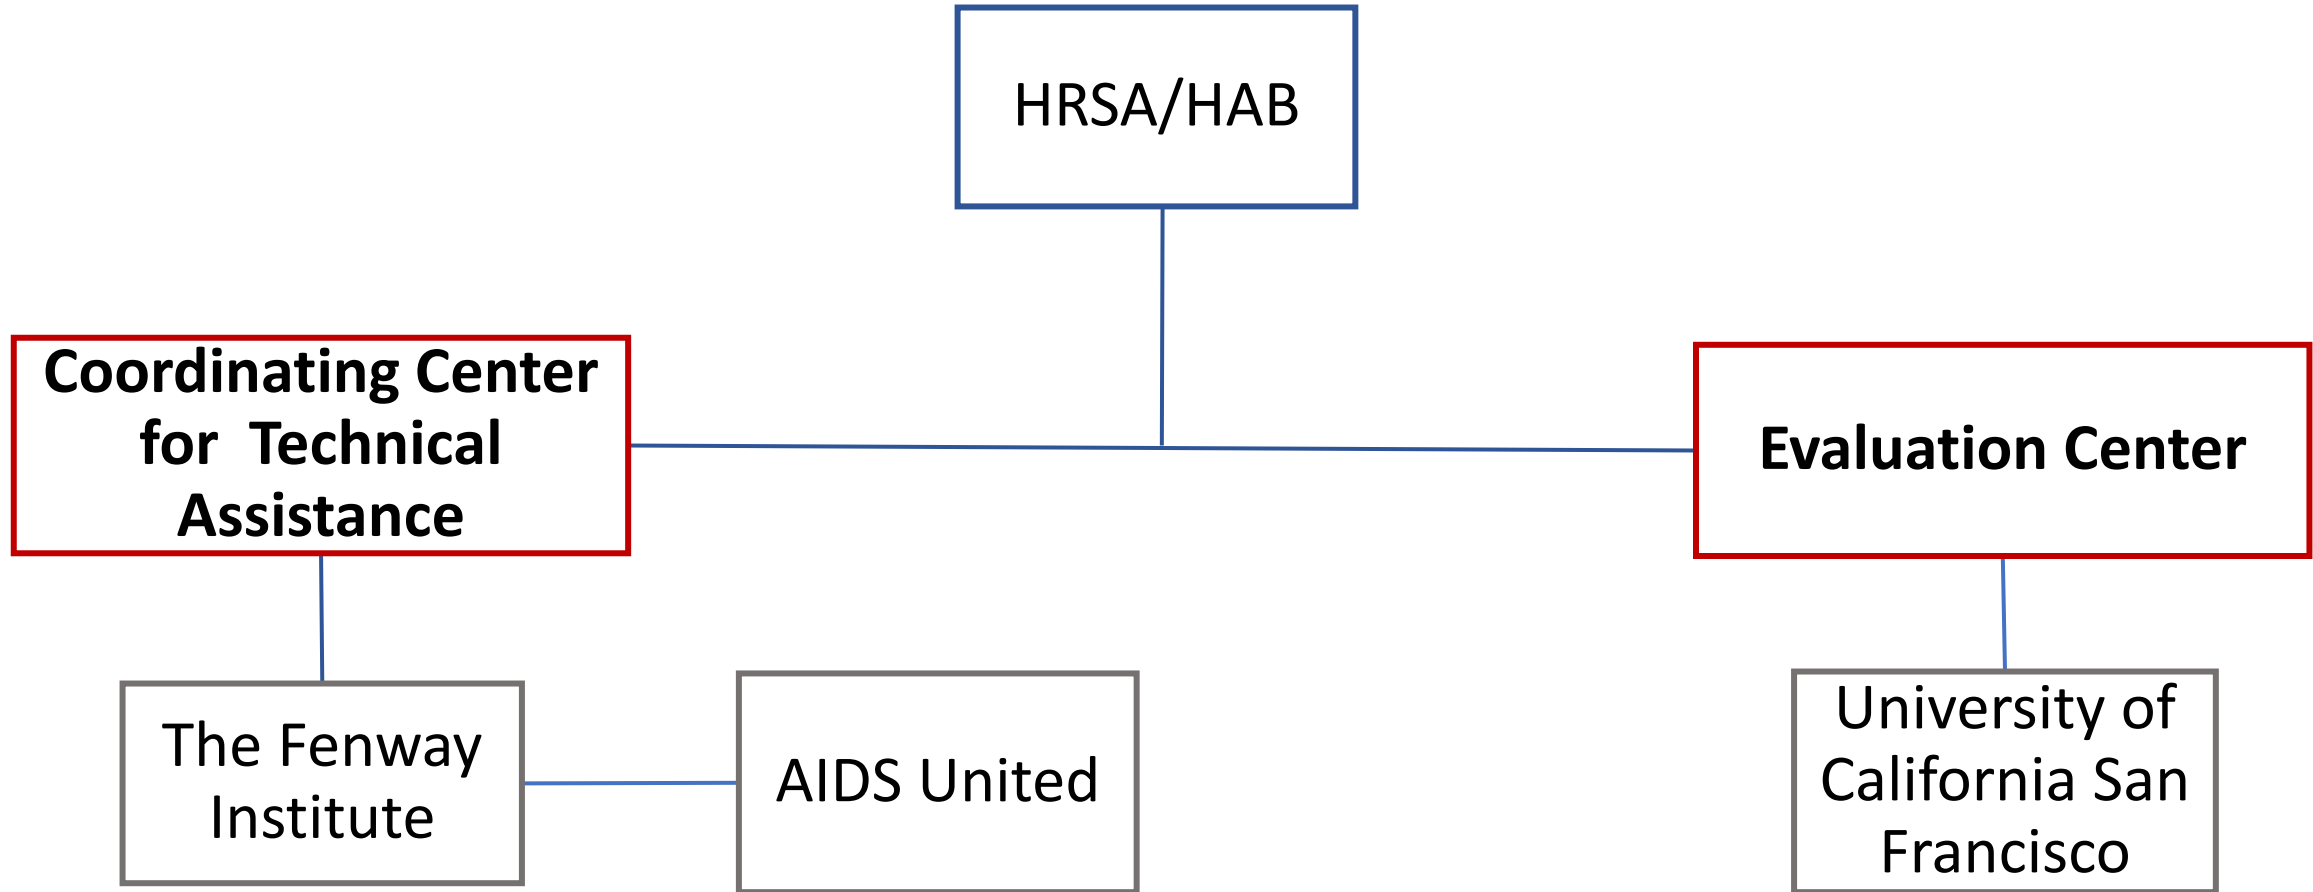 HRSA/HAB
Coordinating Center
for  Technical
Assistance
Evaluation Center
The Fenway
Institute
AIDS United
University of
California San
Francisco